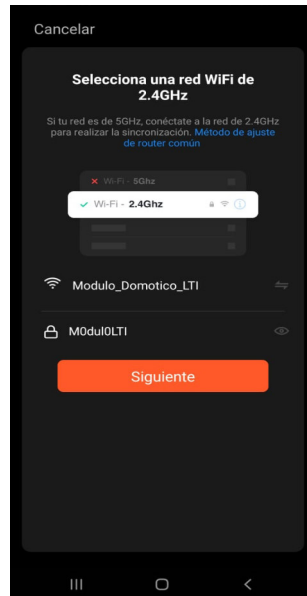 Cancelar
Selecciona una red WiFi de
2.4GHz
Si tu red es de 5GHz, conéctate a la red de 2.4GHz
para realizar la sincronización. Método de ajuste
de router común
Wi-Fi - 5Ghz
Wi-Fi - 2.4Ghz
Modulo_Domotico_LTI
M0dul0LTI
Siguiente